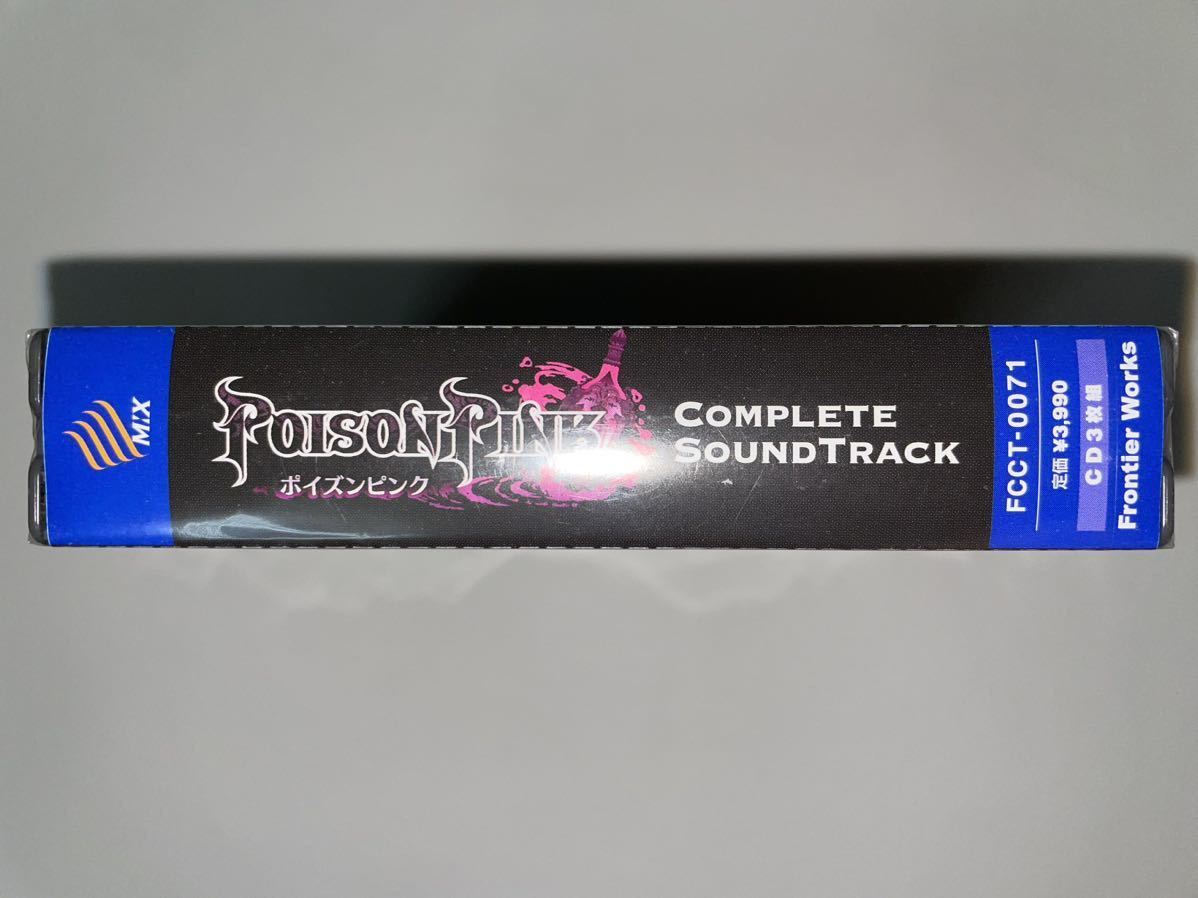 MiX
POISON PINK
ポイズンピンク
COMPLETE
SOUNDTRACK
FCCT-0071
定価 ¥3,990
CD3枚組
Frontier Works